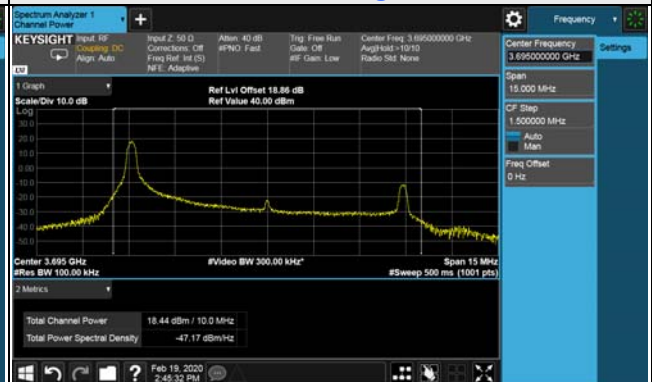 Spectrum Analyzer 1
Channel Power
+
Frequency
KEYSIGHT
Input: RF
Coupling: DC
Align: Auto
Input Z: 50 Ω
Corrections: Off
Freq Ref: Int (S)
NFE: Adaptive
Atten: 40 dB
#PNO: Fast
Trig: Free Run
Gate: Off
#IF Gain: Low
Center Freq: 3.695000000 GHz
Avg|Hold:>10/10
Radio Std: None
Center Frequency
3.695000000 GHz
Settings
Span
15.000 MHz
CF Step
1.500000 MHz
Auto
Man
Freq Offset
0 Hz
1 Graph
Scale/Div 10.0 dB
Ref Lvl Offset 18.86 dB
Ref Value 40.00 dBm
Log
30.0
20.0
10.0
0.00
-10.0
-20.0
-30.0
-40.0
-50.0
Center 3.695 GHz
#Video BW 300.00 kHz*
Span 15 MHz
#Res BW 100.00 kHz
#Sweep 500 ms (1001 pts)
2 Metrics
Total Channel Power 18.44 dBm / 10.0 MHz
Total Power Spectral Density -47.17 dBm/Hz
?
Feb 19, 2020
2:45:32 PM